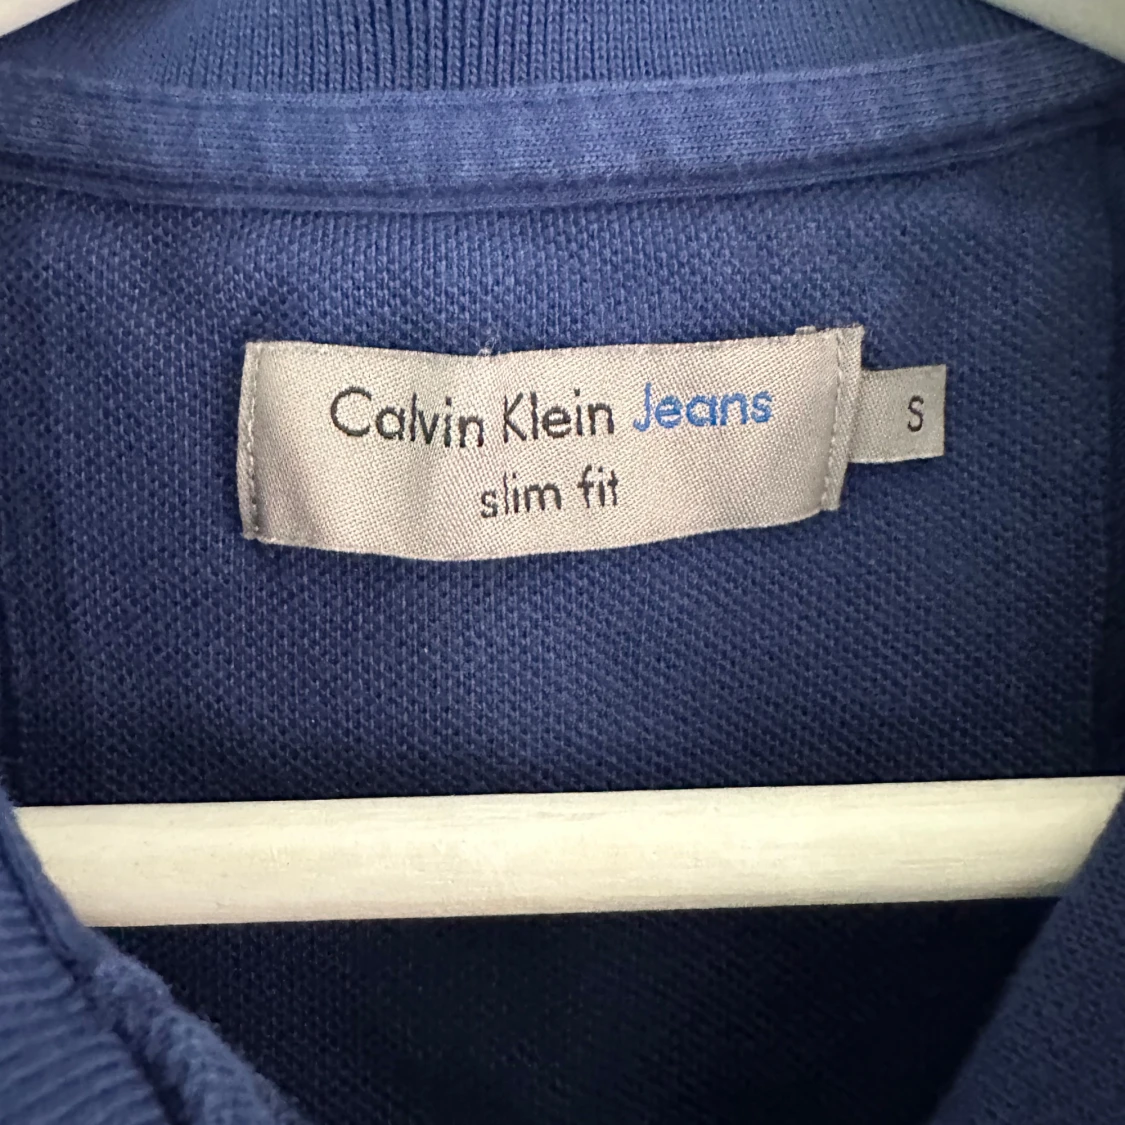 Calvin Klein Jeans
slim fit
S